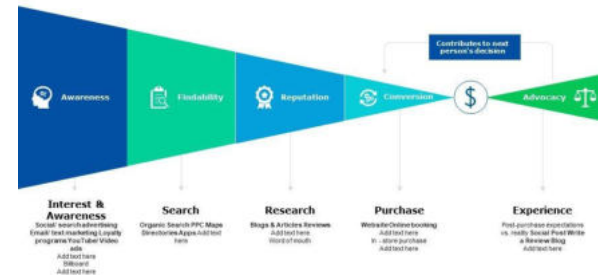 Contributes to next
person's decision
Awareness
Findability
Reputation
Conversion
$
Advocacy
Interest &
Awareness
Social/ search advertising
Email/ text marketing Loyalty
programs YouTube/ Video
ads
Add text here
Billboard
Add text here
Search
Organic Search PPC Maps
Directories Apps Add text
here
Research
Blogs & Articles Reviews
Add text here
Word of mouth
Purchase
Website Online booking
Add text here
In - store purchase
Add text here
Experience
Post-purchase expectations
vs. really Social Post Write
a Review Blog
Add text here